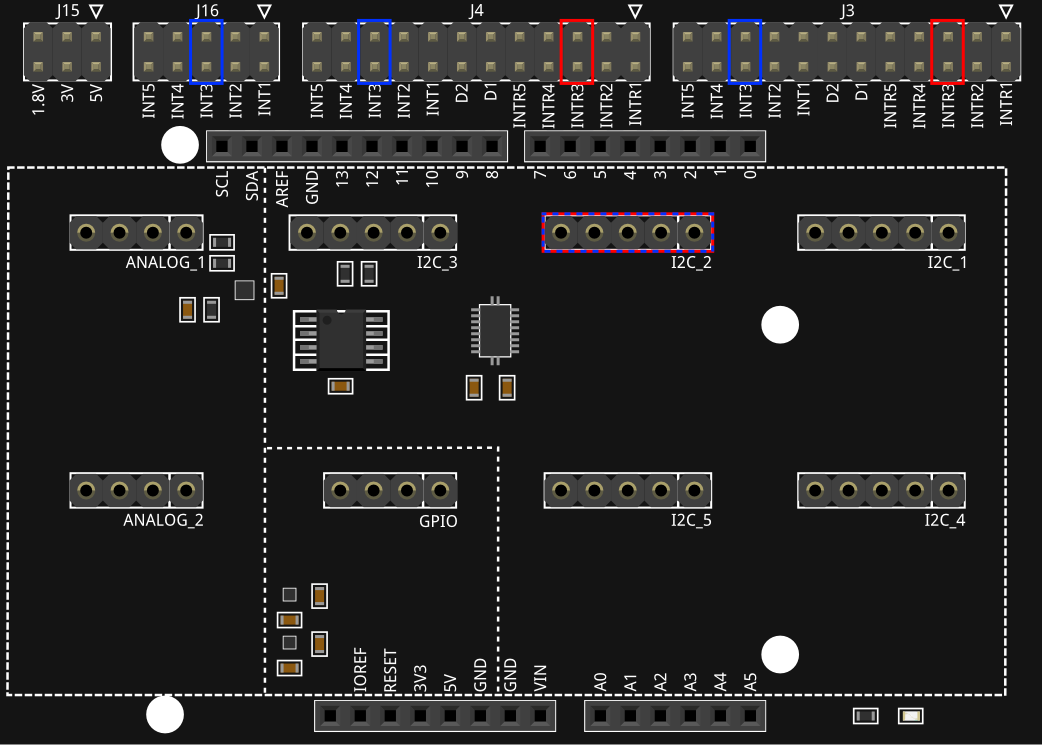 J15 J16 J4 J3
1.8V 3V 5V INT5 INT4 INT3 INT2 INT1 INT5 INT4 INT3 INT2 INT1 D2 D1 INTR5 INTR4 INTR3 INTR2 INTR1 INT5 INT4 INT3 INT2 INT1 D2 D1 INTR5 INTR4 INTR3 INTR2 INTR1
SCL SDA AREF GND 13 12 11 10 9 8 7 6 5 4 3 2 1 0
ANALOG_1 I2C_3 I2C_2 I2C_1
ANALOG_2 GPIO I2C_5 I2C_4
IOREF RESET 3V3 5V GND GND VIN A0 A1 A2 A3 A4 A5